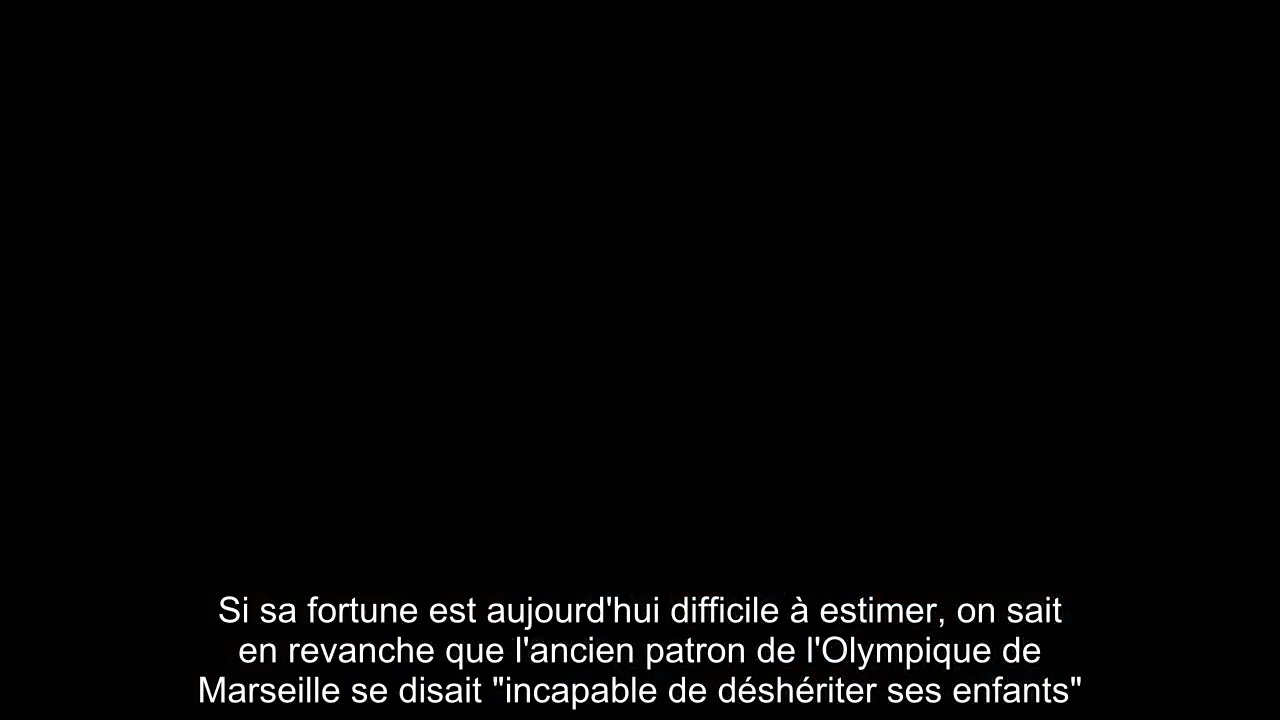 Si sa fortune est aujourd'hui difficile à estimer, on sait
en revanche que l'ancien patron de l'Olympique de
Marseille se disait "incapable de déshériter ses enfants"